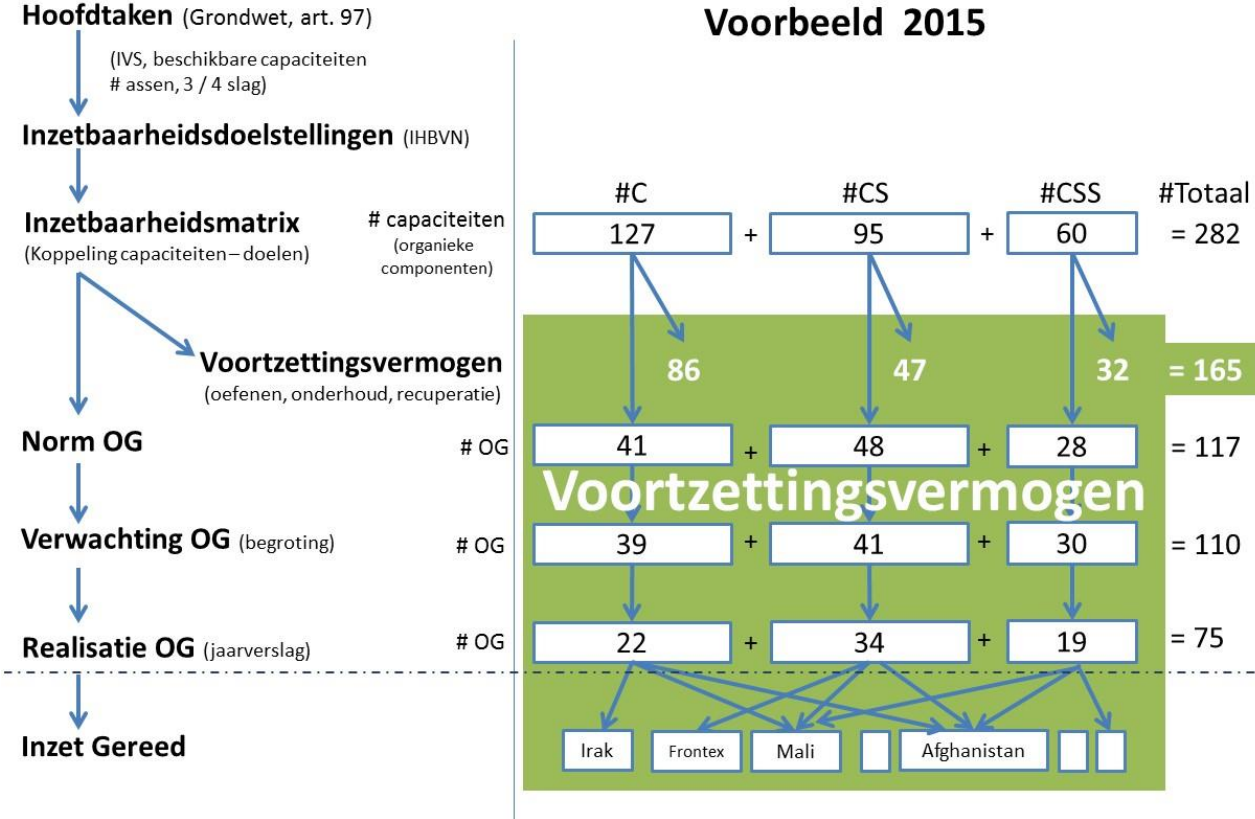 Hoofdtaken (Grondwet, art. 97)
Voorbeeld 2015
(IVS, beschikbare capaciteiten
# assen, 3 / 4 slag)
Inzetbaarheidsdoelstellingen (IHBVN)
#C #CS #CSS #Totaal
Inzetbaarheidsmatrix
(Koppeling capaciteiten – doelen)
# capaciteiten
(organieke
componenten)
127 + 95 + 60 = 282
Voortzettingsvermogen
(oefenen, onderhoud, recuperatie)
86 47 32 = 165
Norm OG # OG 41 + 48 + 28 = 117
Voortzettingsvermogen
Verwachting OG (begroting) # OG 39 + 41 + 30 = 110
Realisatie OG (jaarverslag) # OG 22 + 34 + 19 = 75
Inzet Gereed
Irak Frontex Mali Afghanistan